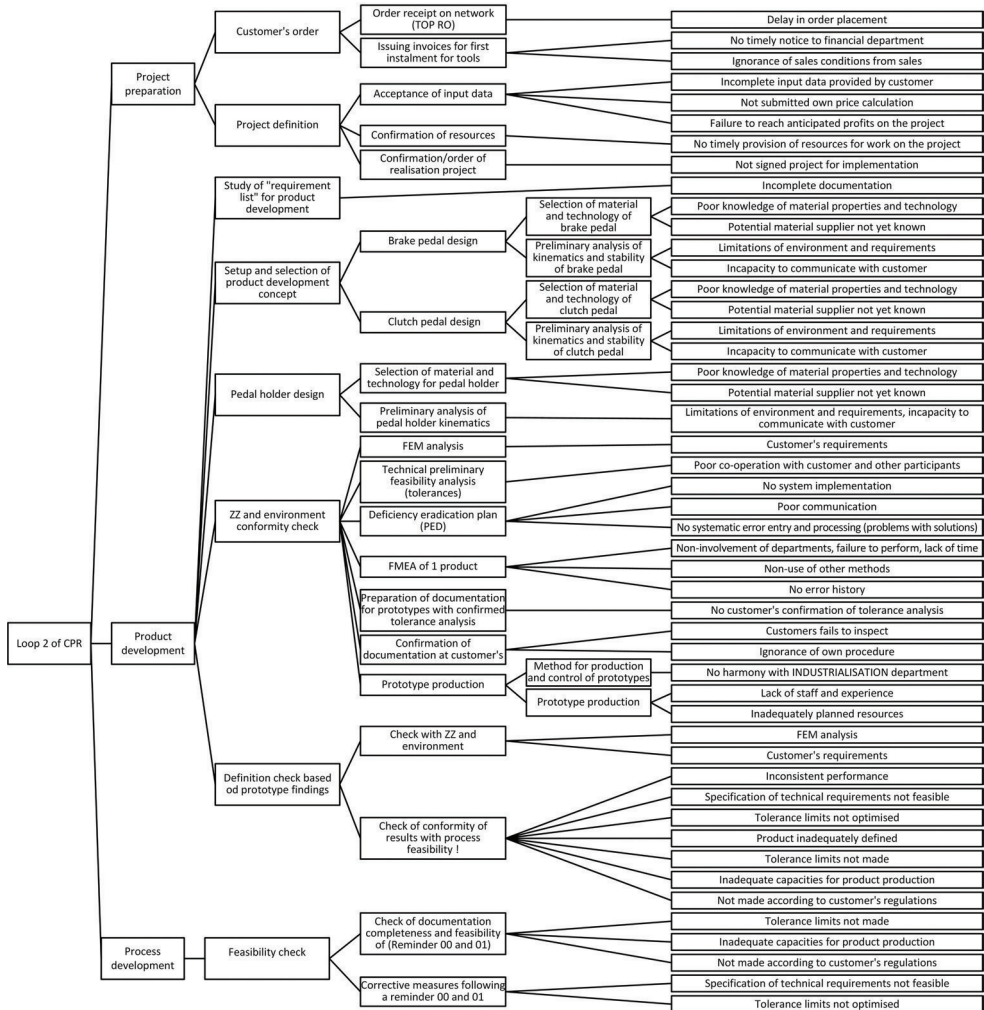 Loop 2 of CPR
Project
preparation
Customer's order
Order receipt on network
(TOP RO)
Delay in order placement
Issuing invoices for first
instalment for tools
No timely notice to financial department
Ignorance of sales conditions from sales
Project definition
Acceptance of input data
Incomplete input data provided by customer
Not submitted own price calculation
Failure to reach anticipated profits on the project
Confirmation of resources
No timely provision of resources for work on the project
Confirmation/order of
realisation project
Not signed project for implementation
Product
development
Study of "requirement
list" for product
development
Incomplete documentation
Setup and selection of
product development
concept
Brake pedal design
Selection of material
and technology of
brake pedal
Poor knowledge of material properties and technology
Potential material supplier not yet known
Preliminary analysis of
kinematics and stability
of brake pedal
Limitations of environment and requirements
Incapacity to communicate with customer
Clutch pedal design
Selection of material
and technology of
clutch pedal
Poor knowledge of material properties and technology
Potential material supplier not yet known
Preliminary analysis of
kinematics and stability
of clutch pedal
Limitations of environment and requirements
Incapacity to communicate with customer
Pedal holder design
Selection of material and
technology for pedal holder
Poor knowledge of material properties and technology
Potential material supplier not yet known
Preliminary analysis of
pedal holder kinematics
Limitations of environment and requirements, incapacity to
communicate with customer
ZZ and environment
conformity check
FEM analysis
Customer's requirements
Technical preliminary
feasibility analysis
(tolerances)
Poor co-operation with customer and other participants
Deficiency eradication plan
(PED)
No system implementation
Poor communication
No systematic error entry and processing (problems with solutions)
FMEA of 1 product
Non-involvement of departments, failure to perform, lack of time
Non-use of other methods
No error history
Preparation of documentation
for prototypes with confirmed
tolerance analysis
No customer's confirmation of tolerance analysis
Confirmation of
documentation at customer's
Customers fails to inspect
Ignorance of own procedure
Prototype production
Method for production
and control of prototypes
No harmony with INDUSTRIALISATION department
Prototype production
Lack of staff and experience
Inadequately planned resources
Definition check based
od prototype findings
Check with ZZ and
environment
FEM analysis
Customer's requirements
Check of conformity of
results with process
feasibility !
Inconsistent performance
Specification of technical requirements not feasible
Tolerance limits not optimised
Product inadequately defined
Tolerance limits not made
Inadequate capacities for product production
Not made according to customer's regulations
Process
development
Feasibility check
Check of documentation
completeness and feasibility
of (Reminder 00 and 01)
Tolerance limits not made
Inadequate capacities for product production
Not made according to customer's regulations
Corrective measures following
a reminder 00 and 01
Specification of technical requirements not feasible
Tolerance limits not optimised